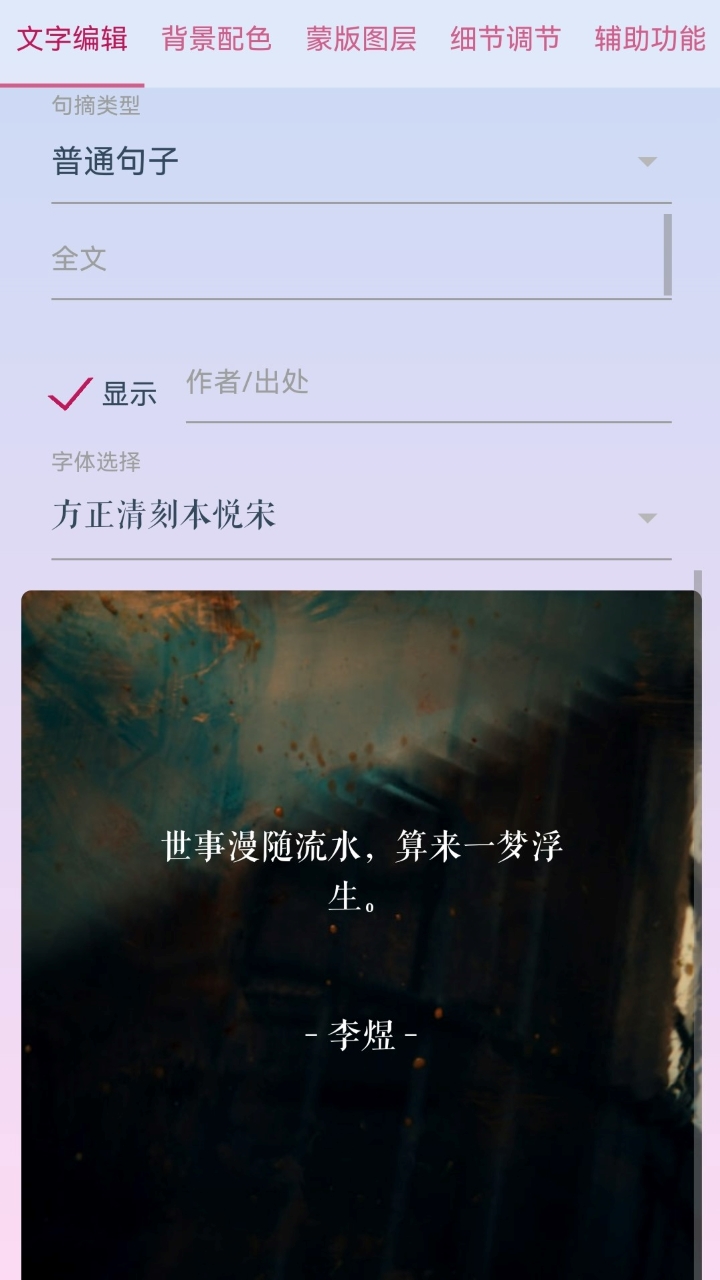 文字编辑 背景配色 蒙版图层 细节调节 辅助功能
句摘类型
普通句子
全文
显示 作者/出处
字体选择
方正清刻本悦宋
世事漫随流水，算来一梦浮
生。
- 李煜 -